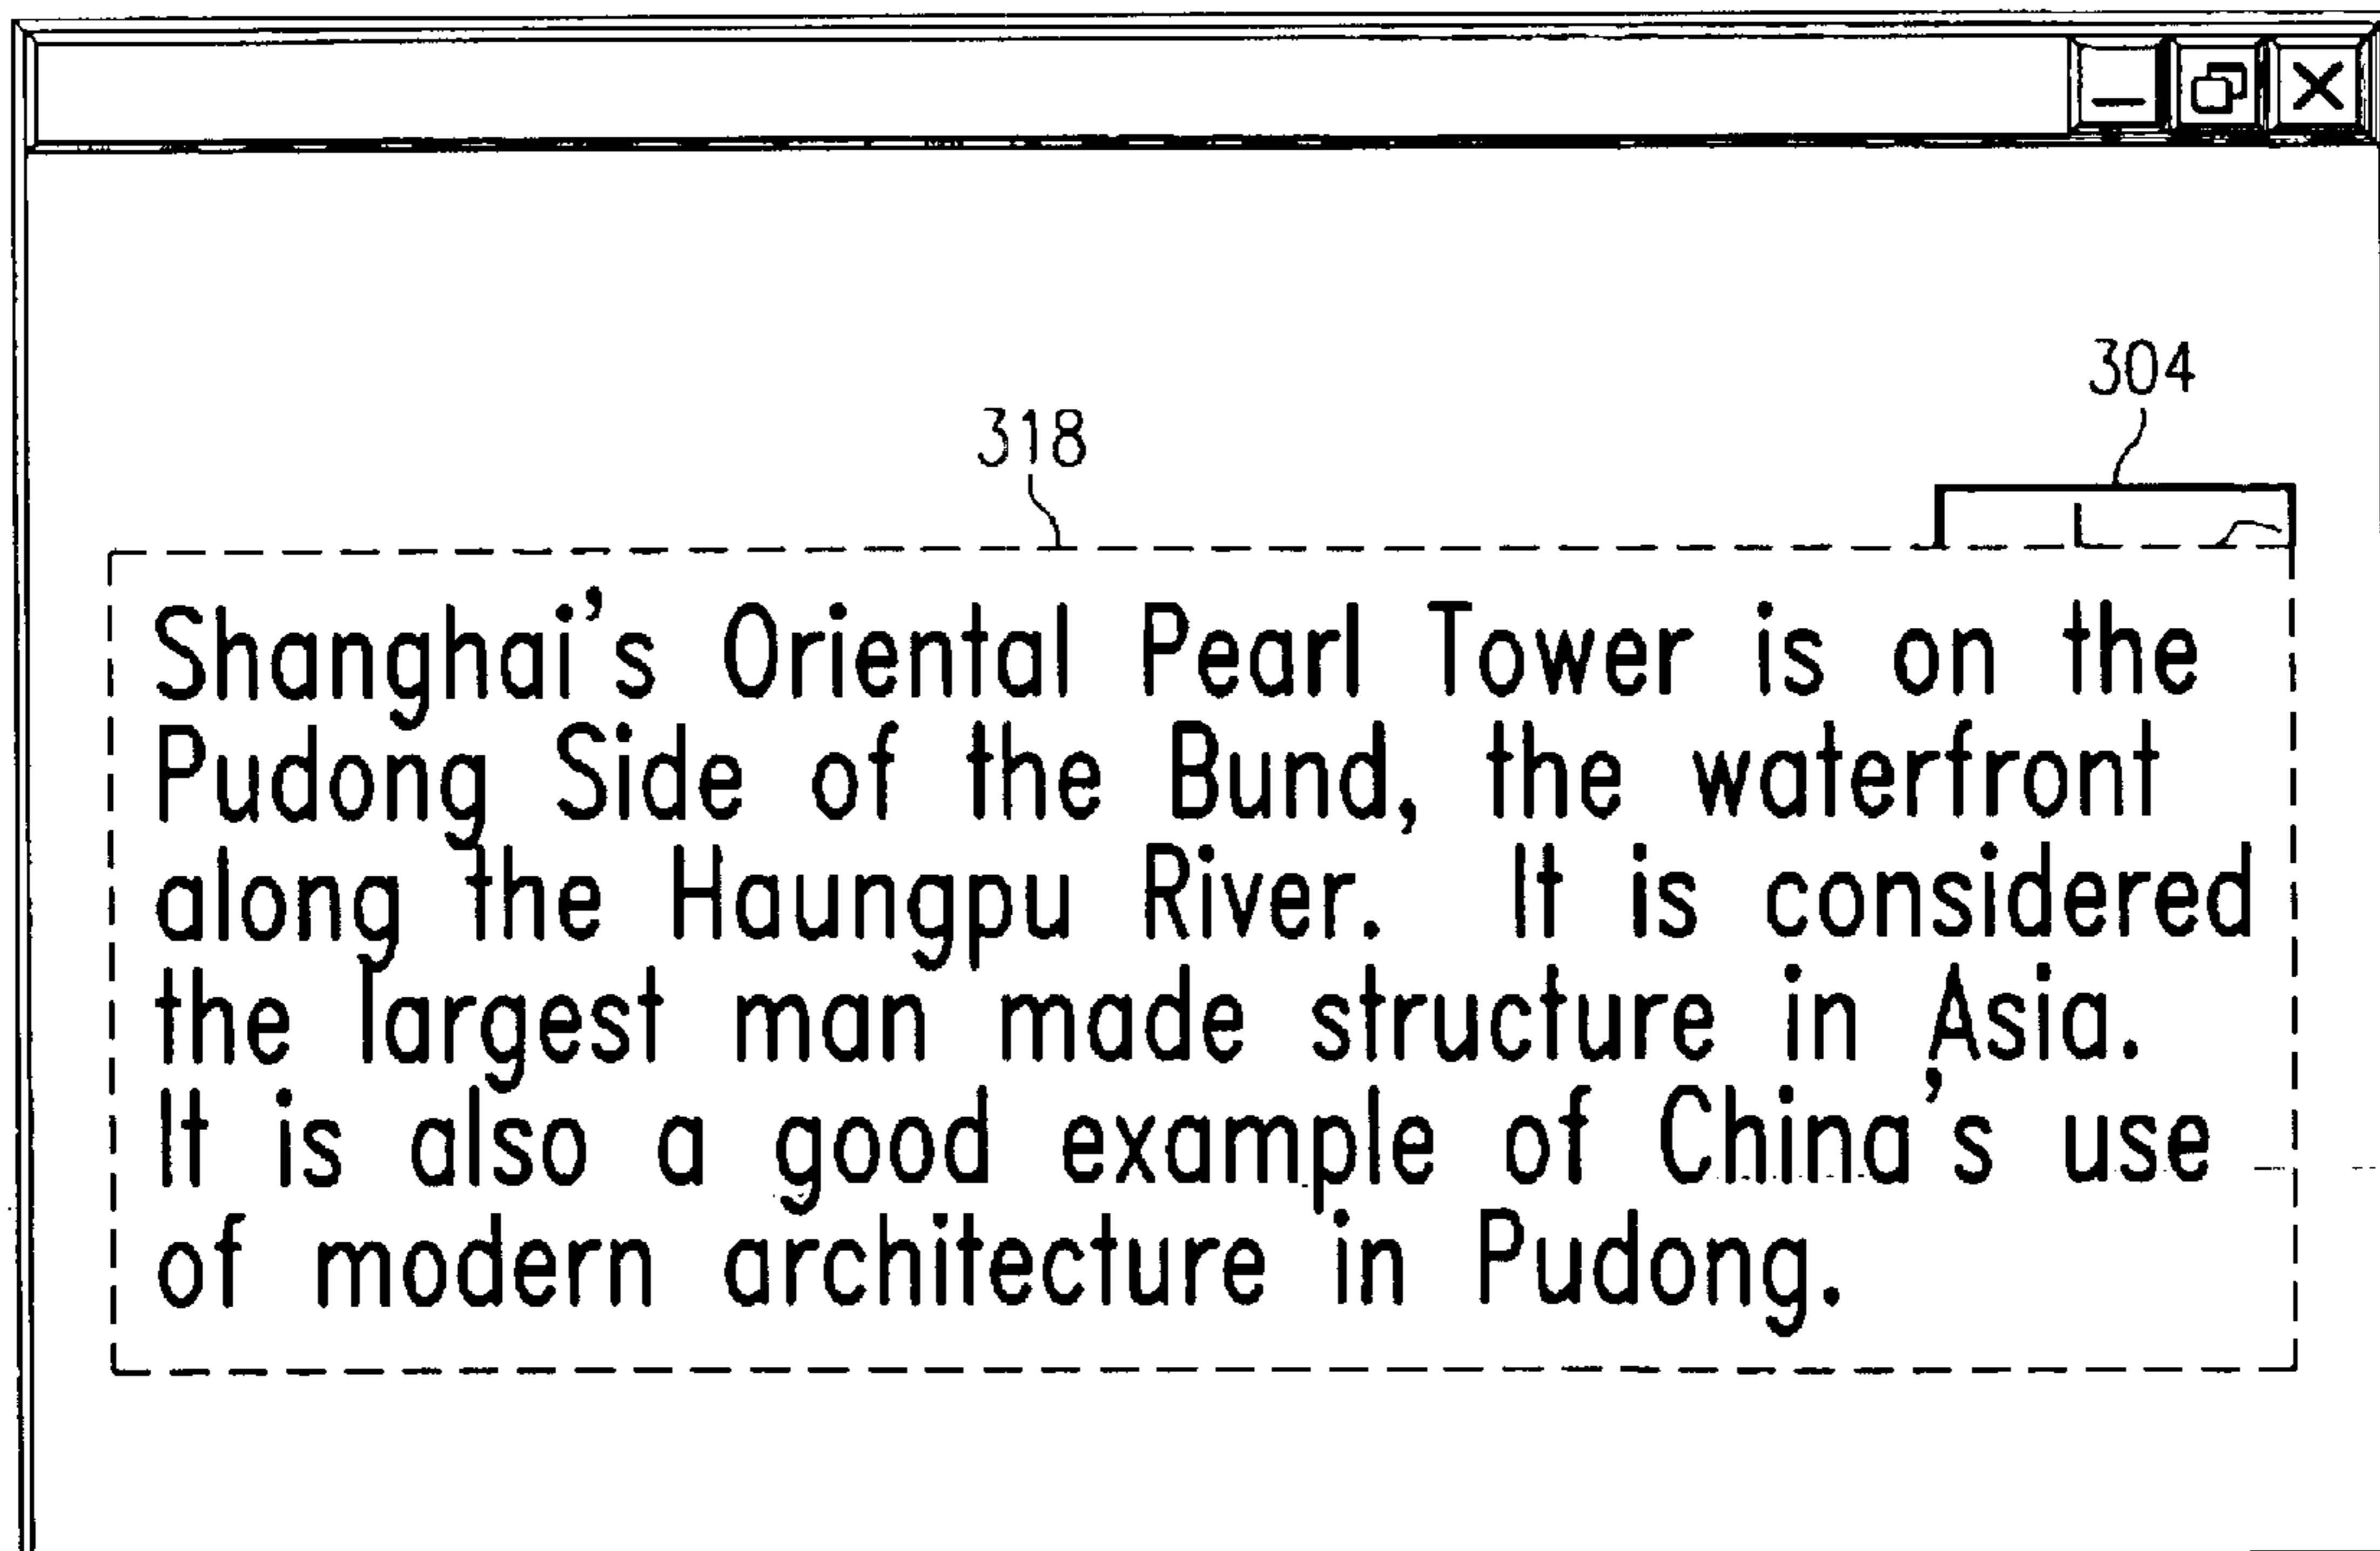 304
318
Shanghai's Oriental Pearl Tower is on the
Pudong Side of the Bund, the waterfront
along the Haungpu River. It is considered
the largest man made structure in Asia.
It is also a good example of China's use
of modern architecture in Pudong.